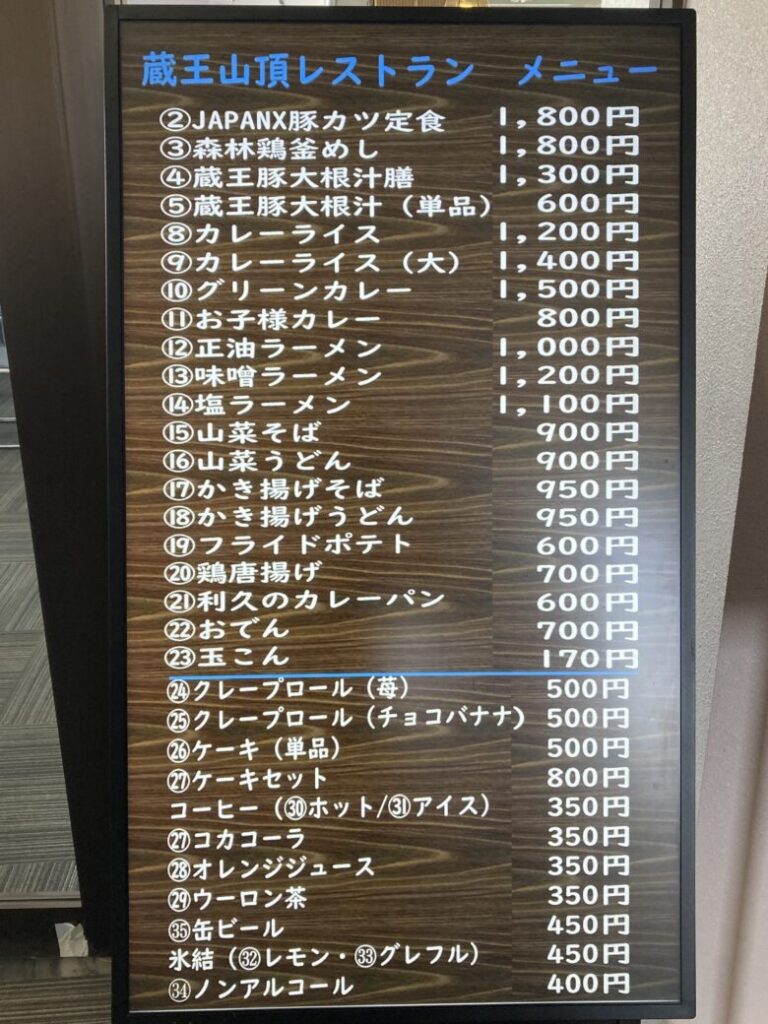 蔵王山頂レストラン　メニュー
②JAPANX豚カツ定食 1,800円
③森林鶏釜めし 1,800円
④蔵王豚大根汁膳 1,300円
⑤蔵王豚大根汁（単品） 600円
⑧カレーライス 1,200円
⑨カレーライス（大） 1,400円
⑩グリーンカレー 1,500円
⑪お子様カレー 800円
⑫正油ラーメン 1,000円
⑬味噌ラーメン 1,200円
⑭塩ラーメン 1,100円
⑮山菜そば 900円
⑯山菜うどん 900円
⑰かき揚げそば 950円
⑱かき揚げうどん 950円
⑲フライドポテト 600円
⑳鶏唐揚げ 700円
㉑利久のカレーパン 600円
㉒おでん 700円
㉓玉こん 170円
㉔クレープロール（苺） 500円
㉕クレープロール（チョコバナナ） 500円
㉖ケーキ（単品） 500円
㉗ケーキセット 800円
コーヒー（㉚ホット/㉛アイス） 350円
㉗コカコーラ 350円
㉘オレンジジュース 350円
㉙ウーロン茶 350円
㉟缶ビール 450円
氷結（㉜レモン・㉝グレフル） 450円
㉞ノンアルコール 400円